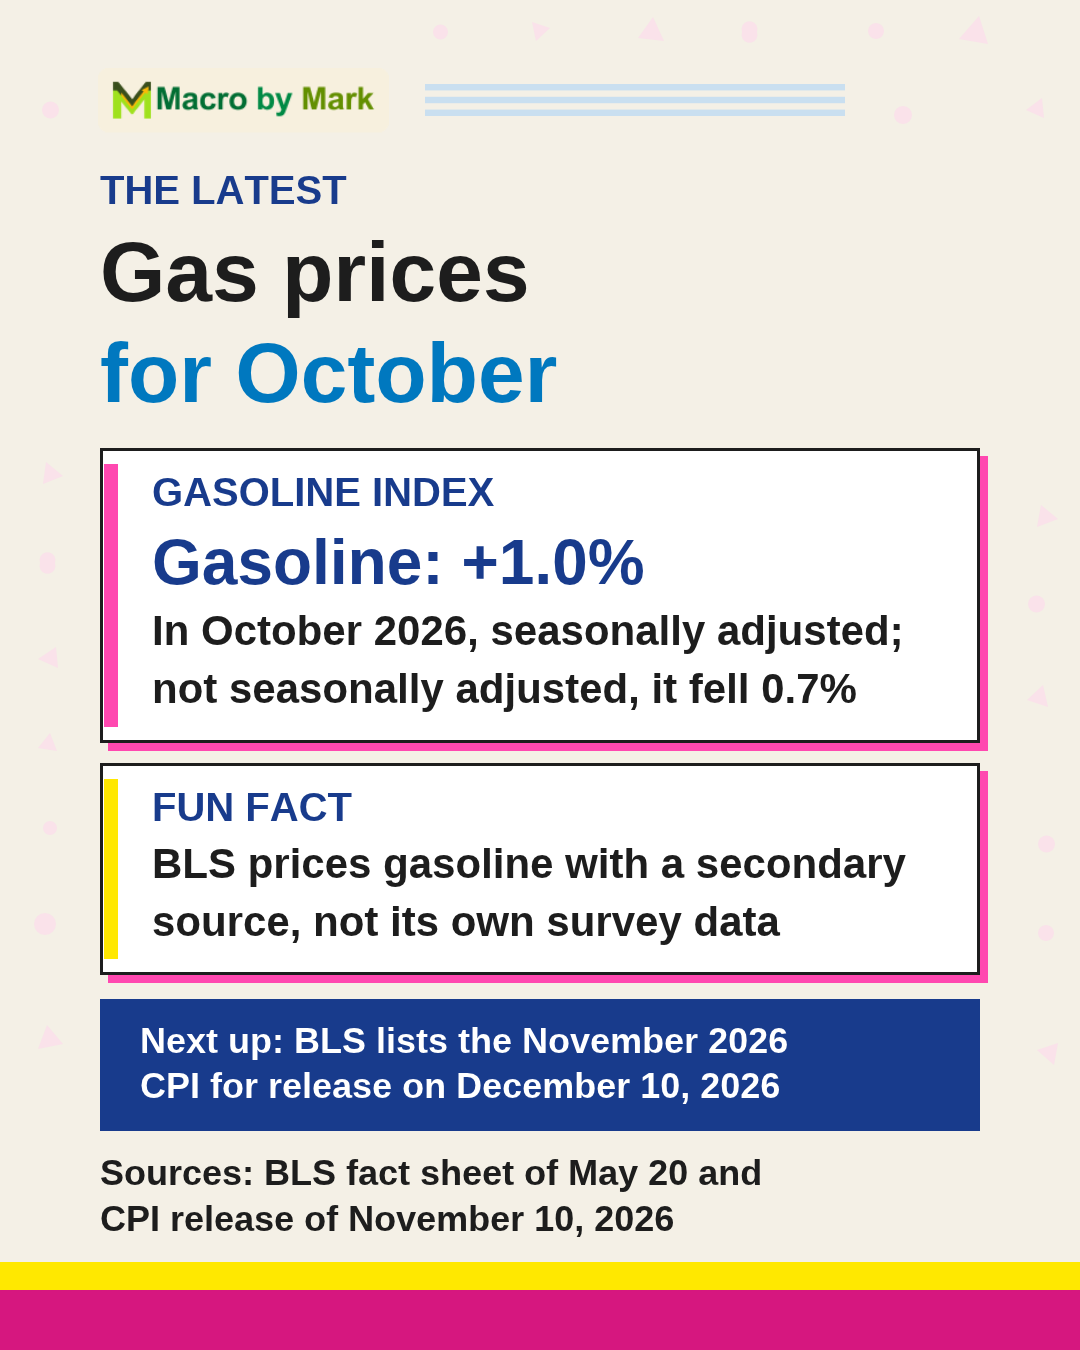 Macro by Mark
THE LATEST
Gas prices
for October
GASOLINE INDEX
Gasoline: +1.0%
In October 2026, seasonally adjusted;
not seasonally adjusted, it fell 0.7%
FUN FACT
BLS prices gasoline with a secondary
source, not its own survey data
Next up: BLS lists the November 2026
CPI for release on December 10, 2026
Sources: BLS fact sheet of May 20 and
CPI release of November 10, 2026